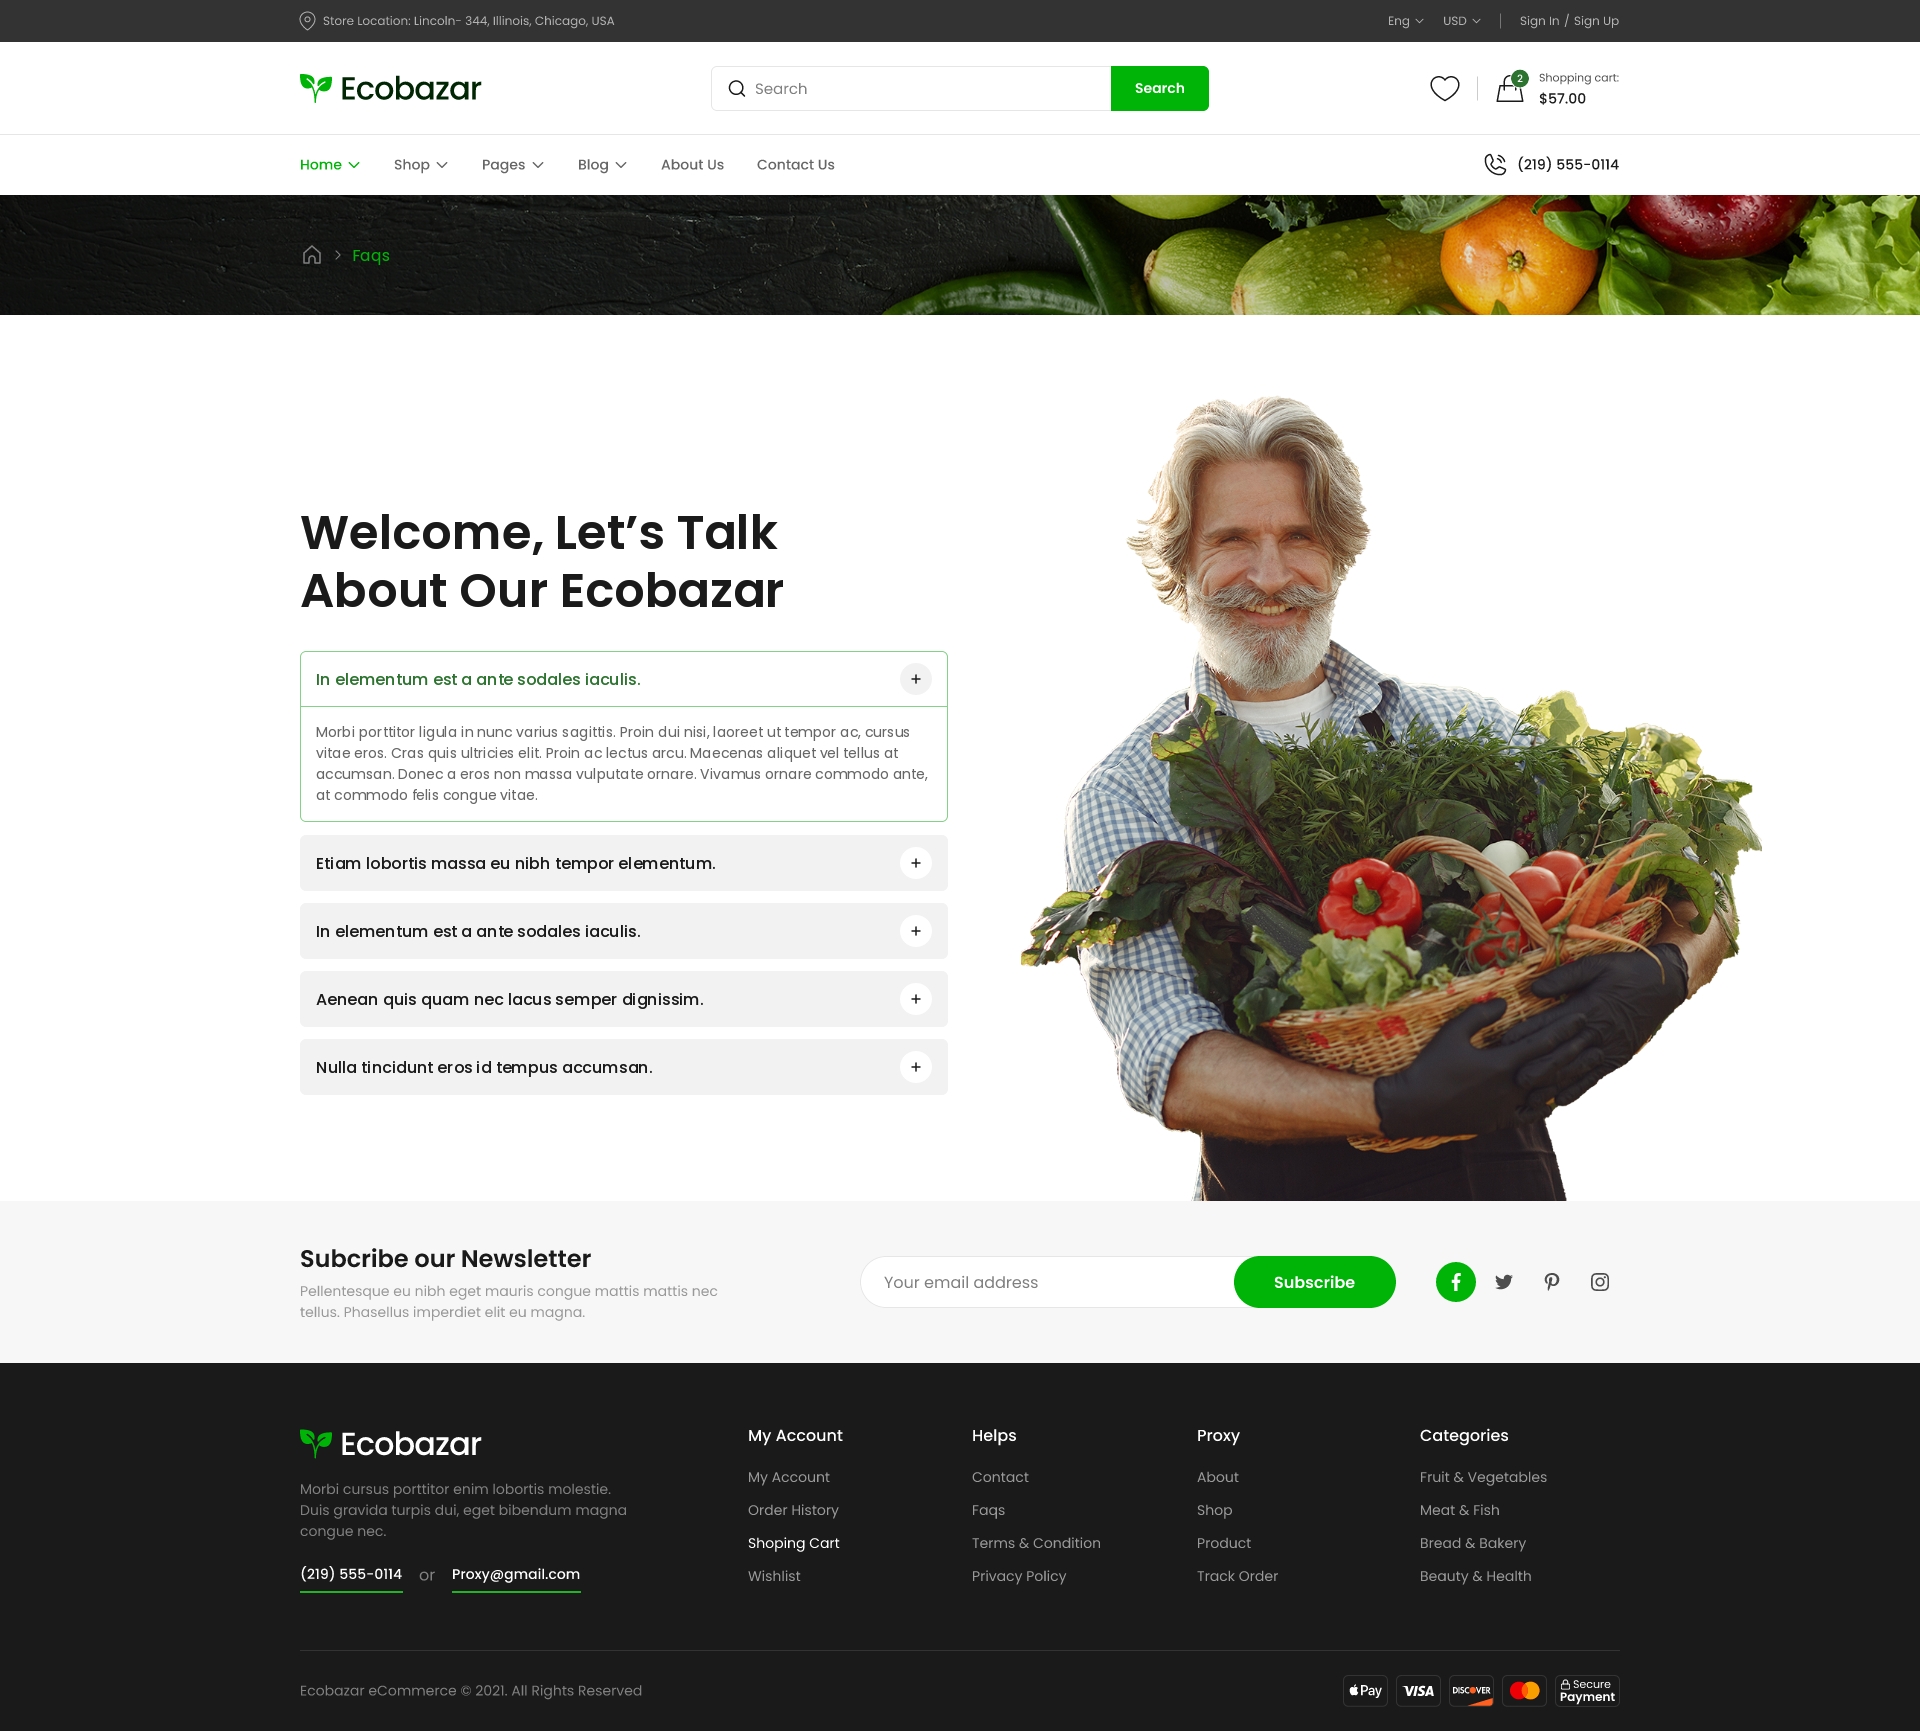 Store Location: Lincoln- 344, Illinois, Chicago, USA
Eng
USD
Sign In / Sign Up
Ecobazar
Search
Search
2
Shopping cart:
$57.00
Home
Shop
Pages
Blog
About Us
Contact Us
(219) 555-0114
Faqs
Welcome, Let’s Talk
About Our Ecobazar
In elementum est a ante sodales iaculis.
Morbi porttitor ligula in nunc varius sagittis. Proin dui nisi, laoreet ut tempor ac, cursus
vitae eros. Cras quis ultricies elit. Proin ac lectus arcu. Maecenas aliquet vel tellus at
accumsan. Donec a eros non massa vulputate ornare. Vivamus ornare commodo ante,
at commodo felis congue vitae.
Etiam lobortis massa eu nibh tempor elementum.
In elementum est a ante sodales iaculis.
Aenean quis quam nec lacus semper dignissim.
Nulla tincidunt eros id tempus accumsan.
Subcribe our Newsletter
Pellentesque eu nibh eget mauris congue mattis mattis nec
tellus. Phasellus imperdiet elit eu magna.
Your email address
Subscribe
Ecobazar
Morbi cursus porttitor enim lobortis molestie.
Duis gravida turpis dui, eget bibendum magna
congue nec.
(219) 555-0114 or Proxy@gmail.com
My Account
My Account
Order History
Shoping Cart
Wishlist
Helps
Contact
Faqs
Terms & Condition
Privacy Policy
Proxy
About
Shop
Product
Track Order
Categories
Fruit & Vegetables
Meat & Fish
Bread & Bakery
Beauty & Health
Ecobazar eCommerce © 2021. All Rights Reserved
Pay
VISA
DISCOVER
Secure
Payment